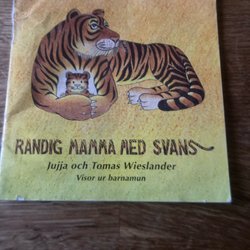 RANDIG MAMMA MED SVANS
Jujja och Tomas Wieslander
Visor ur barnamun